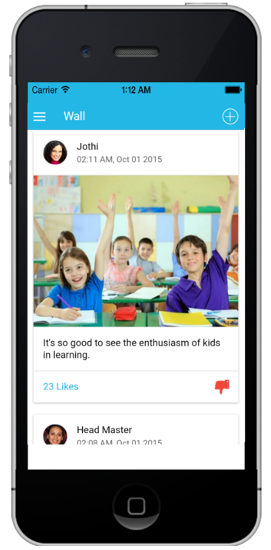 Carrier 1:12 AM
Wall
Jothi
02:11 AM, Oct 01 2015
It's so good to see the enthusiasm of kids
in learning.
23 Likes
Head Master
02:08 AM, Oct 01 2015